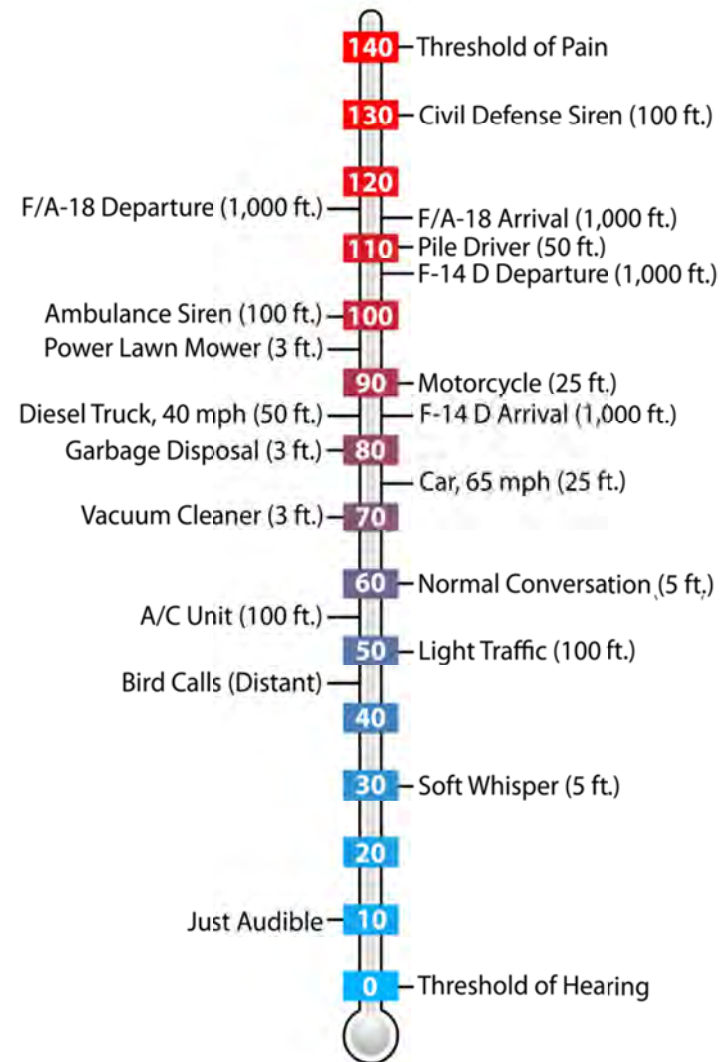 140 Threshold of Pain
130 Civil Defense Siren (100 ft.)
120
F/A-18 Departure (1,000 ft.)
F/A-18 Arrival (1,000 ft.)
110 Pile Driver (50 ft.)
F-14 D Departure (1,000 ft.)
Ambulance Siren (100 ft.) 100
Power Lawn Mower (3 ft.)
90 Motorcycle (25 ft.)
Diesel Truck, 40 mph (50 ft.) F-14 D Arrival (1,000 ft.)
Garbage Disposal (3 ft.) 80
Car, 65 mph (25 ft.)
Vacuum Cleaner (3 ft.) 70
60 Normal Conversation (5 ft.)
A/C Unit (100 ft.)
50 Light Traffic (100 ft.)
Bird Calls (Distant)
40
30 Soft Whisper (5 ft.)
20
Just Audible 10
0 Threshold of Hearing